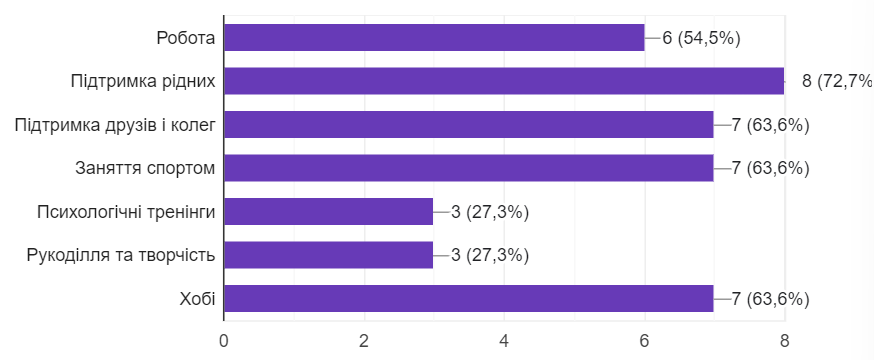 Робота 6 (54,5%)
Підтримка рідних 8 (72,7%
Підтримка друзів і колег 7 (63,6%)
Заняття спортом 7 (63,6%)
Психологічні тренінги 3 (27,3%)
Рукоділля та творчість 3 (27,3%)
Хобі 7 (63,6%)
0 2 4 6 8